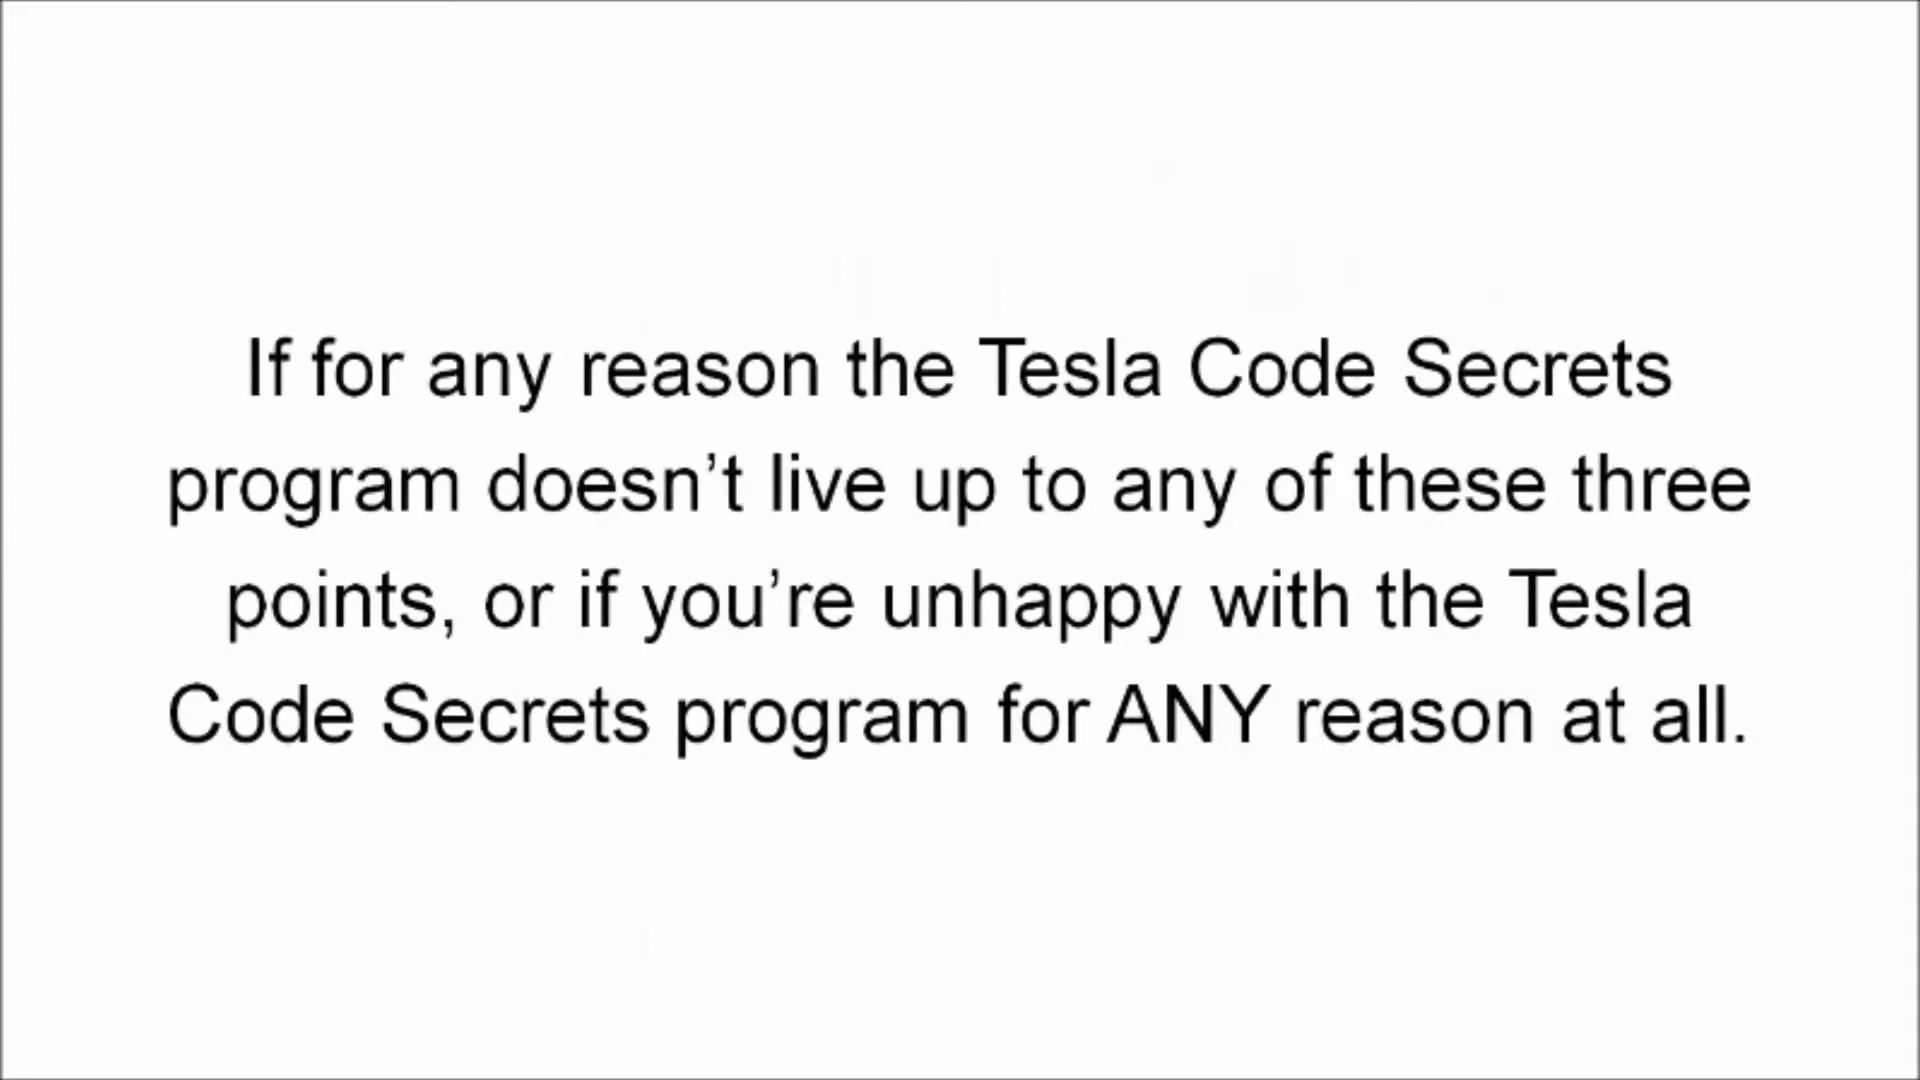 If for any reason the Tesla Code Secrets
program doesn’t live up to any of these three
points, or if you’re unhappy with the Tesla
Code Secrets program for ANY reason at all.